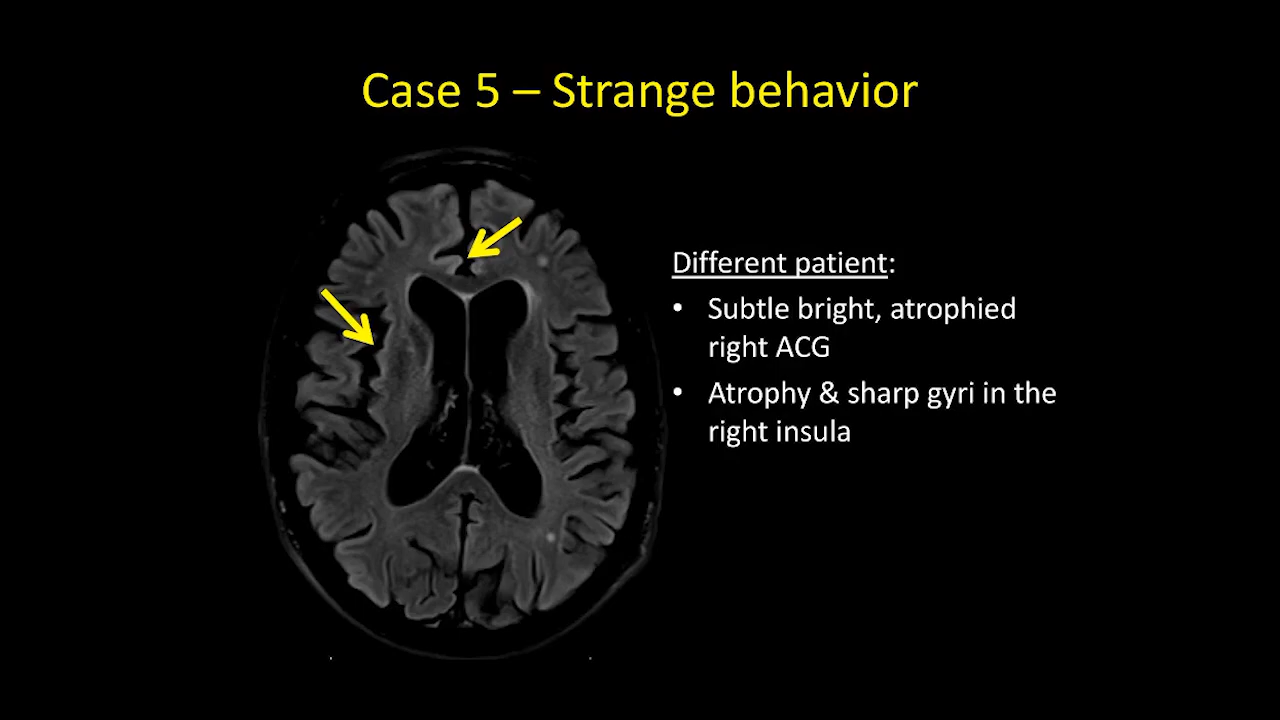 Case 5 – Strange behavior
Different patient:
• Subtle bright, atrophied
right ACG
• Atrophy & sharp gyri in the
right insula